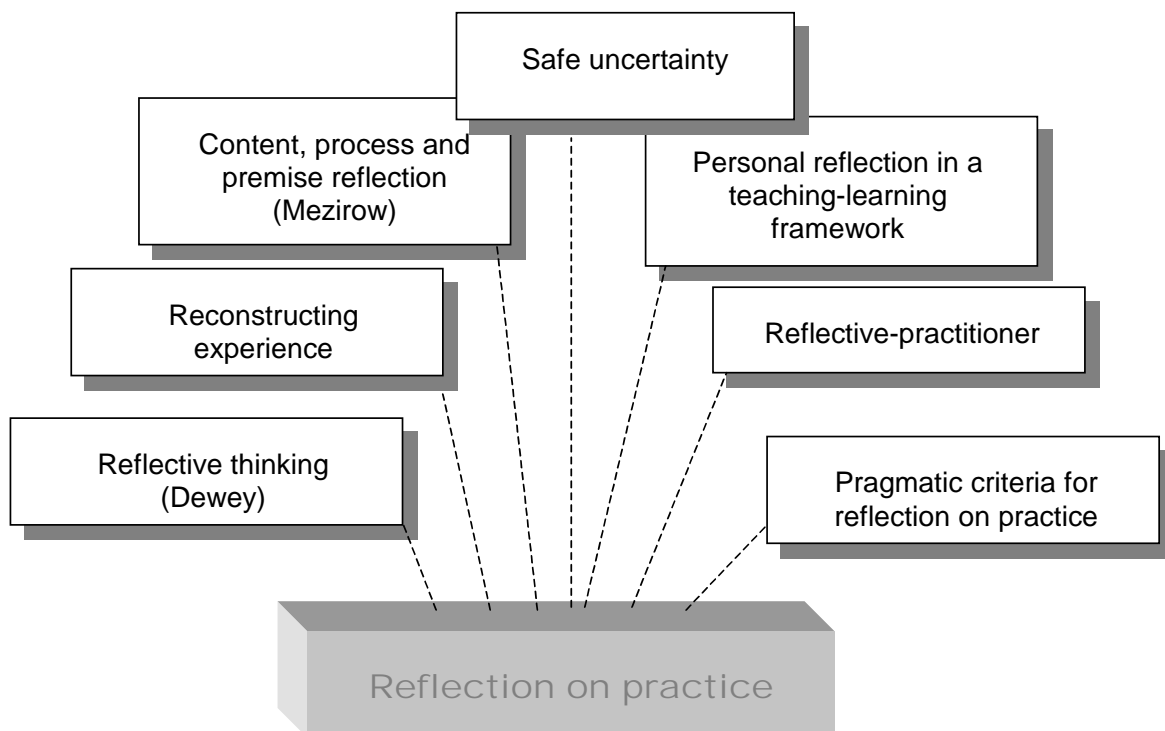 Safe uncertainty
Content, process and
premise reflection
(Mezirow)
Personal reflection in a
teaching-learning
framework
Reconstructing
experience
Reflective-practitioner
Reflective thinking
(Dewey)
Pragmatic criteria for
reflection on practice
Reflection on practice